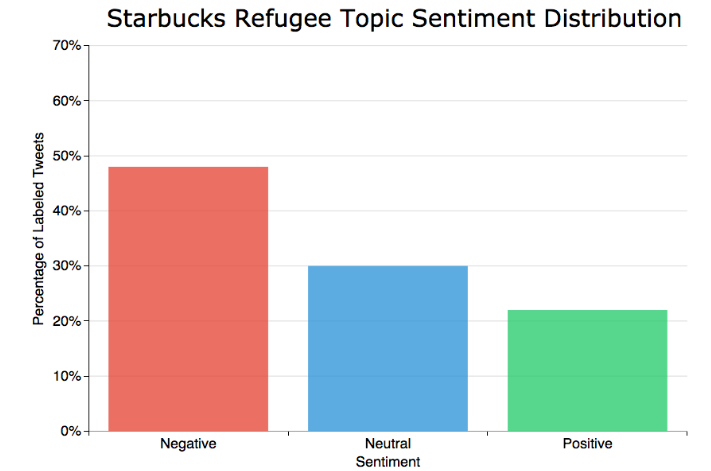 Starbucks Refugee Topic Sentiment Distribution
Percentage of Labeled Tweets
70%
60%
50%
40%
30%
20%
10%
0%
Negative
Neutral
Positive
Sentiment